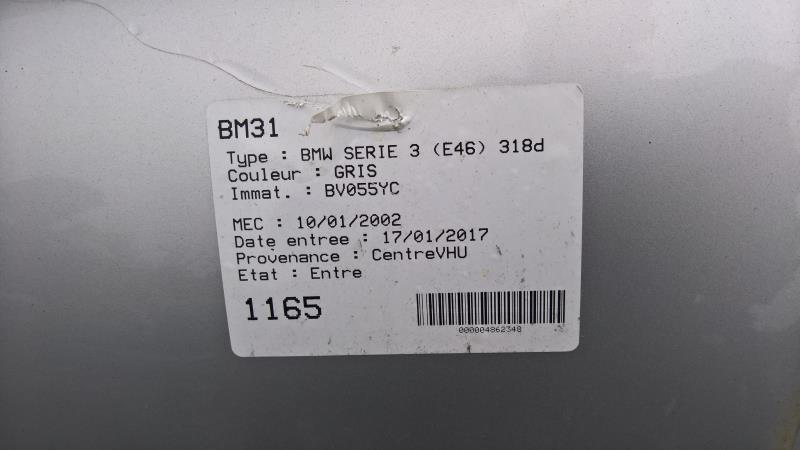 BM31
Type : BMW SERIE 3 (E46) 318d
Couleur : GRIS
Immat. : BV055YC
MEC : 10/01/2002
Date entree : 17/01/2017
Provenance : CentreVHU
Etat : Entre
1165
000004862348